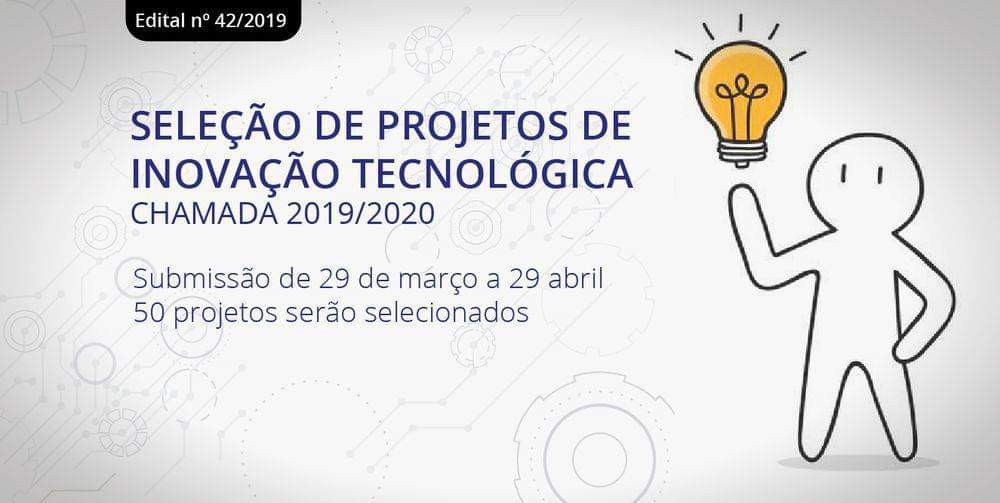 Edital nº 42/2019
SELEÇÃO DE PROJETOS DE
INOVAÇÃO TECNOLÓGICA
CHAMADA 2019/2020
Submissão de 29 de março a 29 abril
50 projetos serão selecionados